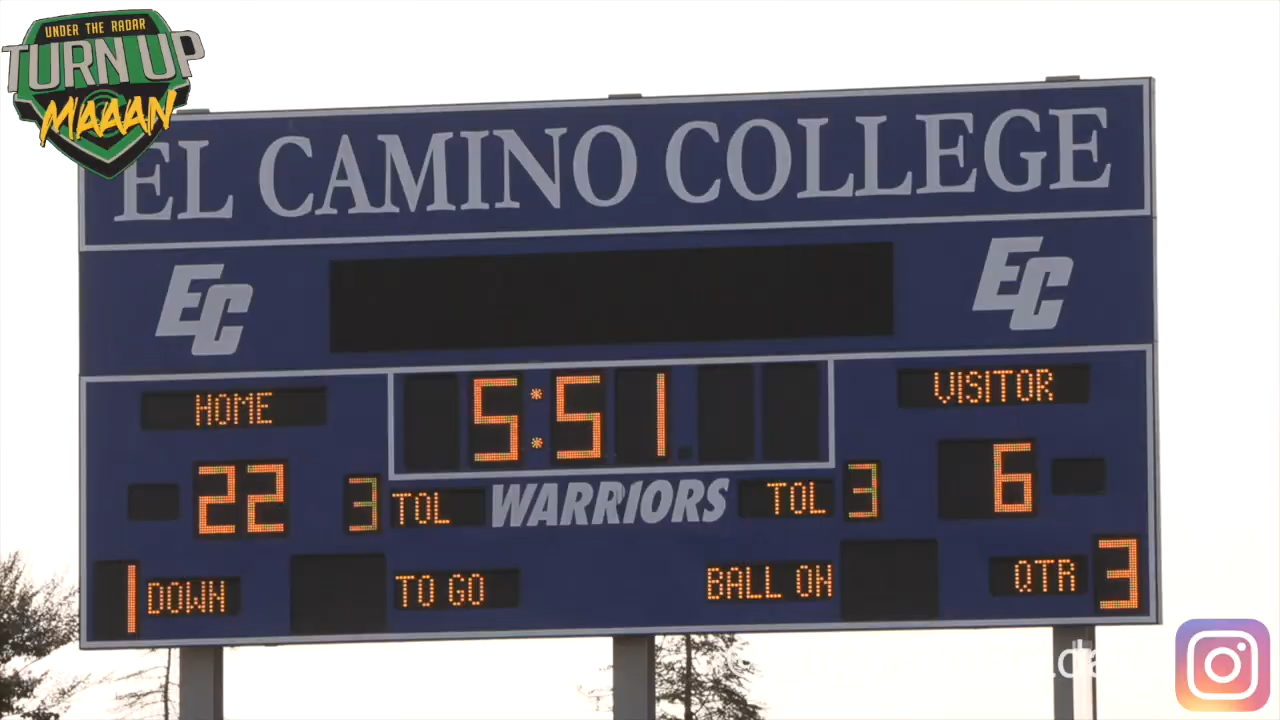 UNDER THE RADAR
TURN UP
MAAAN
EL CAMINO COLLEGE
EC
EC
HOME
5:51
VISITOR
22
3 TOL
WARRIORS
TOL 3
6
1 DOWN
TO GO
BALL ON
QTR 3